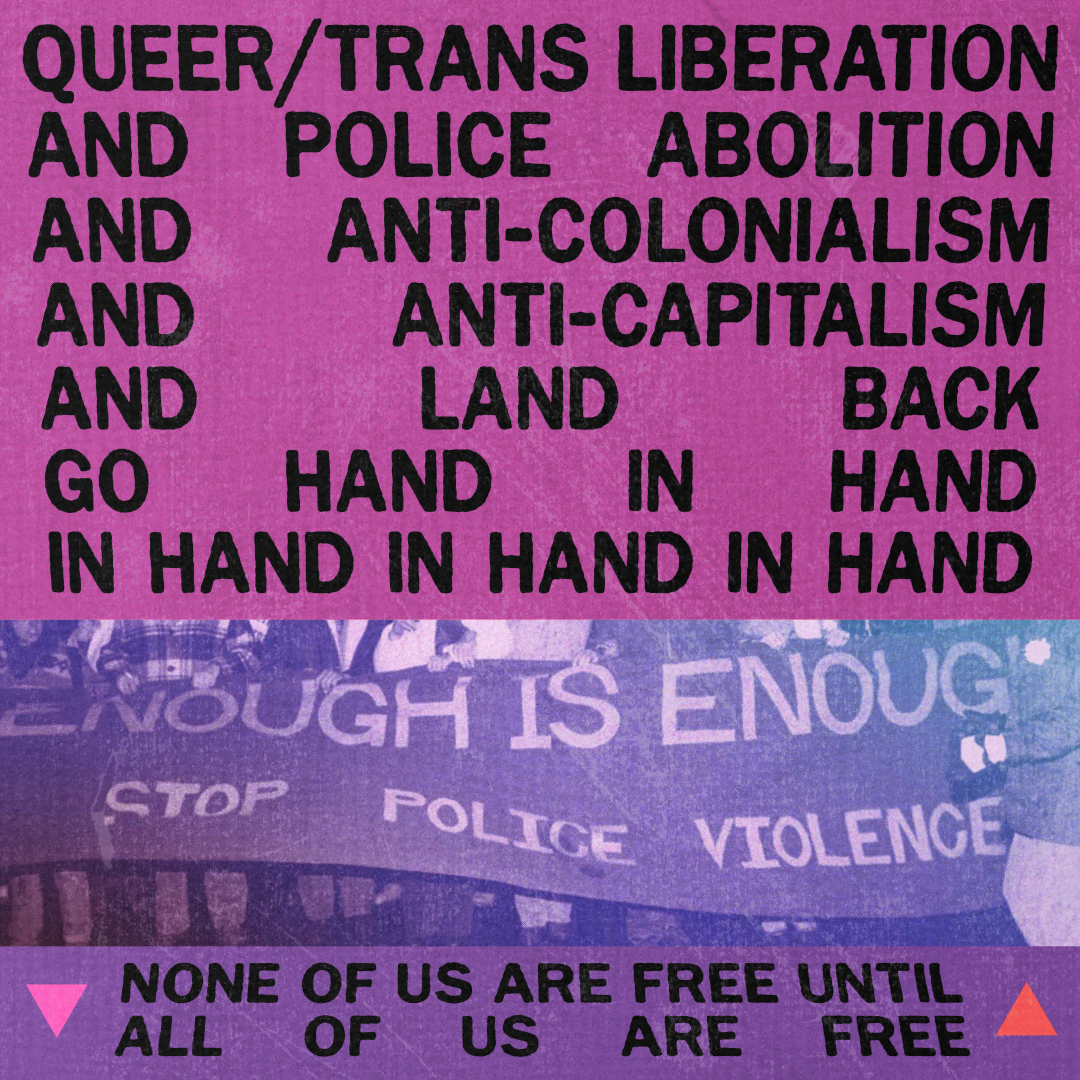 QUEER/TRANS LIBERATION
AND POLICE ABOLITION
AND ANTI-COLONIALISM
AND ANTI-CAPITALISM
AND LAND BACK
GO HAND IN HAND
IN HAND IN HAND IN HAND
ENOUGH IS ENOUG
STOP POLICE VIOLENCE
NONE OF US ARE FREE UNTIL
ALL OF US ARE FREE